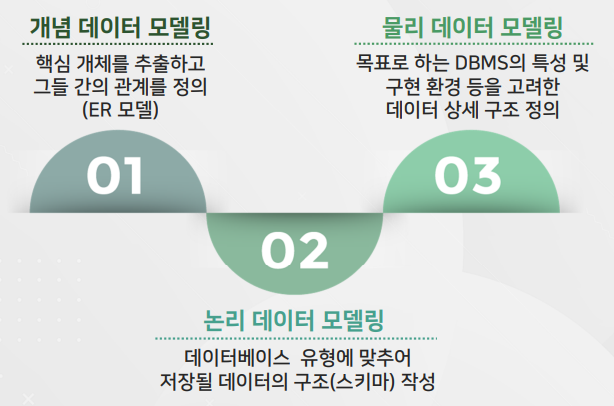 개념 데이터 모델링
핵심 개체를 추출하고
그들 간의 관계를 정의
(ER 모델)
01
논리 데이터 모델링
데이터베이스 유형에 맞추어
저장될 데이터의 구조(스키마) 작성
02
물리 데이터 모델링
목표로 하는 DBMS의 특성 및
구현 환경 등을 고려한
데이터 상세 구조 정의
03